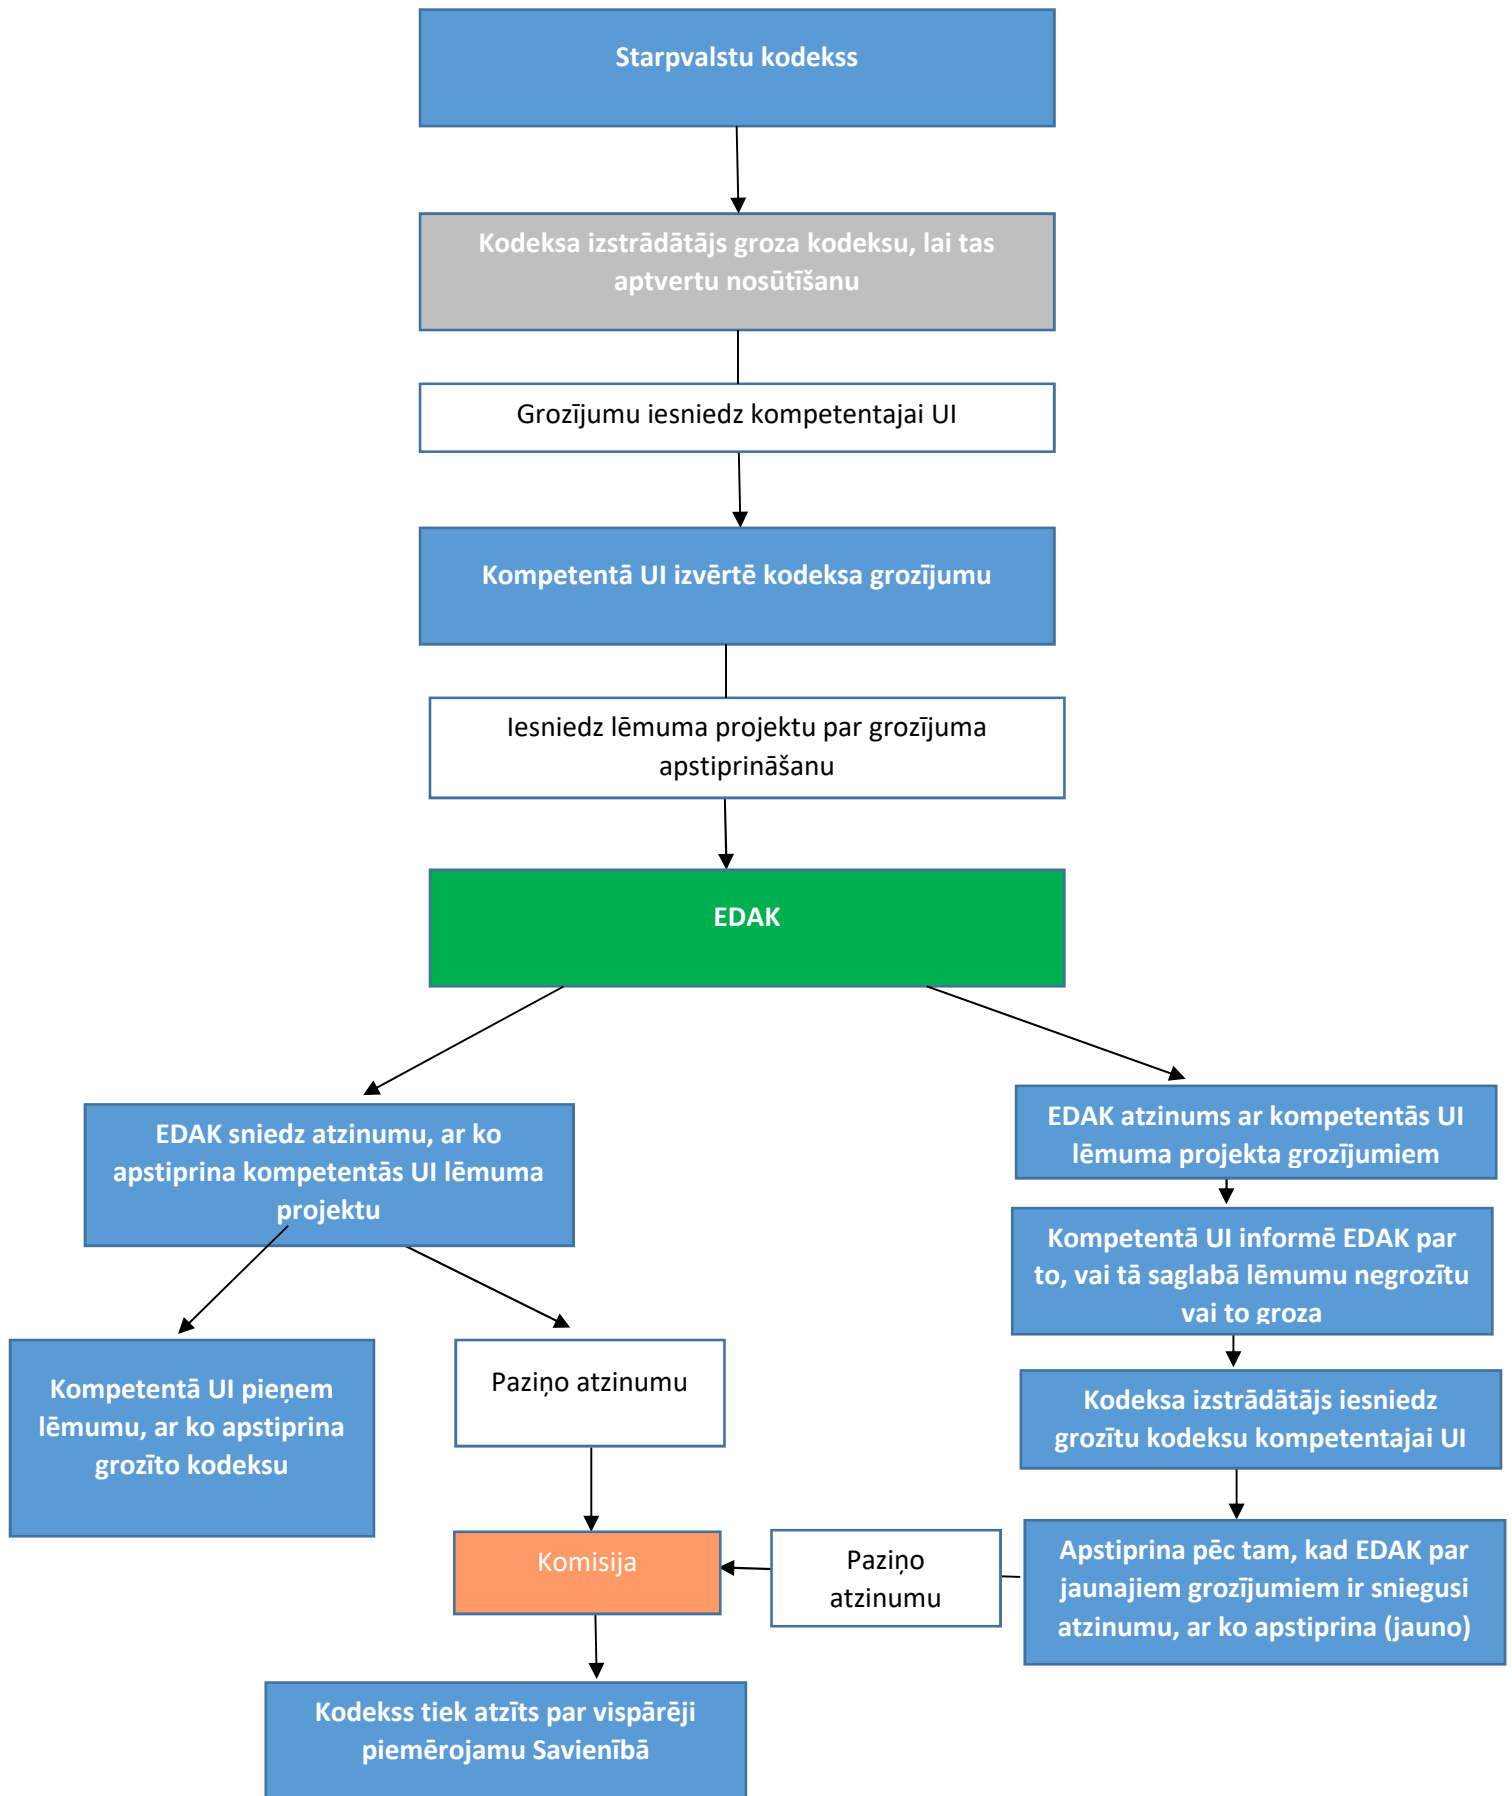 Starpvalstu kodekss
Kodeksa izstrādātājs groza kodeksu, lai tas
aptvertu nosūtīšanu
Grozījumu iesniedz kompetentajai UI
Kompetentā UI izvērtē kodeksa grozījumu
Iesniedz lēmuma projektu par grozījuma
apstiprināšanu
EDAK
EDAK sniedz atzinumu, ar ko
apstiprina kompetentās UI lēmuma
projektu
Kompetentā UI pieņem
lēmumu, ar ko apstiprina
grozīto kodeksu
Paziņo atzinumu
EDAK atzinums ar kompetentās UI
lēmuma projekta grozījumiem
Kompetentā UI informē EDAK par
to, vai tā saglabā lēmumu negrozītu
vai to groza
Kodeksa izstrādātājs iesniedz
grozītu kodeksu kompetentajai UI
Apstiprina pēc tam, kad EDAK par
jaunajiem grozījumiem ir sniegusi
atzinumu, ar ko apstiprina (jauno)
Paziņo
atzinumu
Komisija
Kodekss tiek atzīts par vispārēji
piemērojamu Savienībā